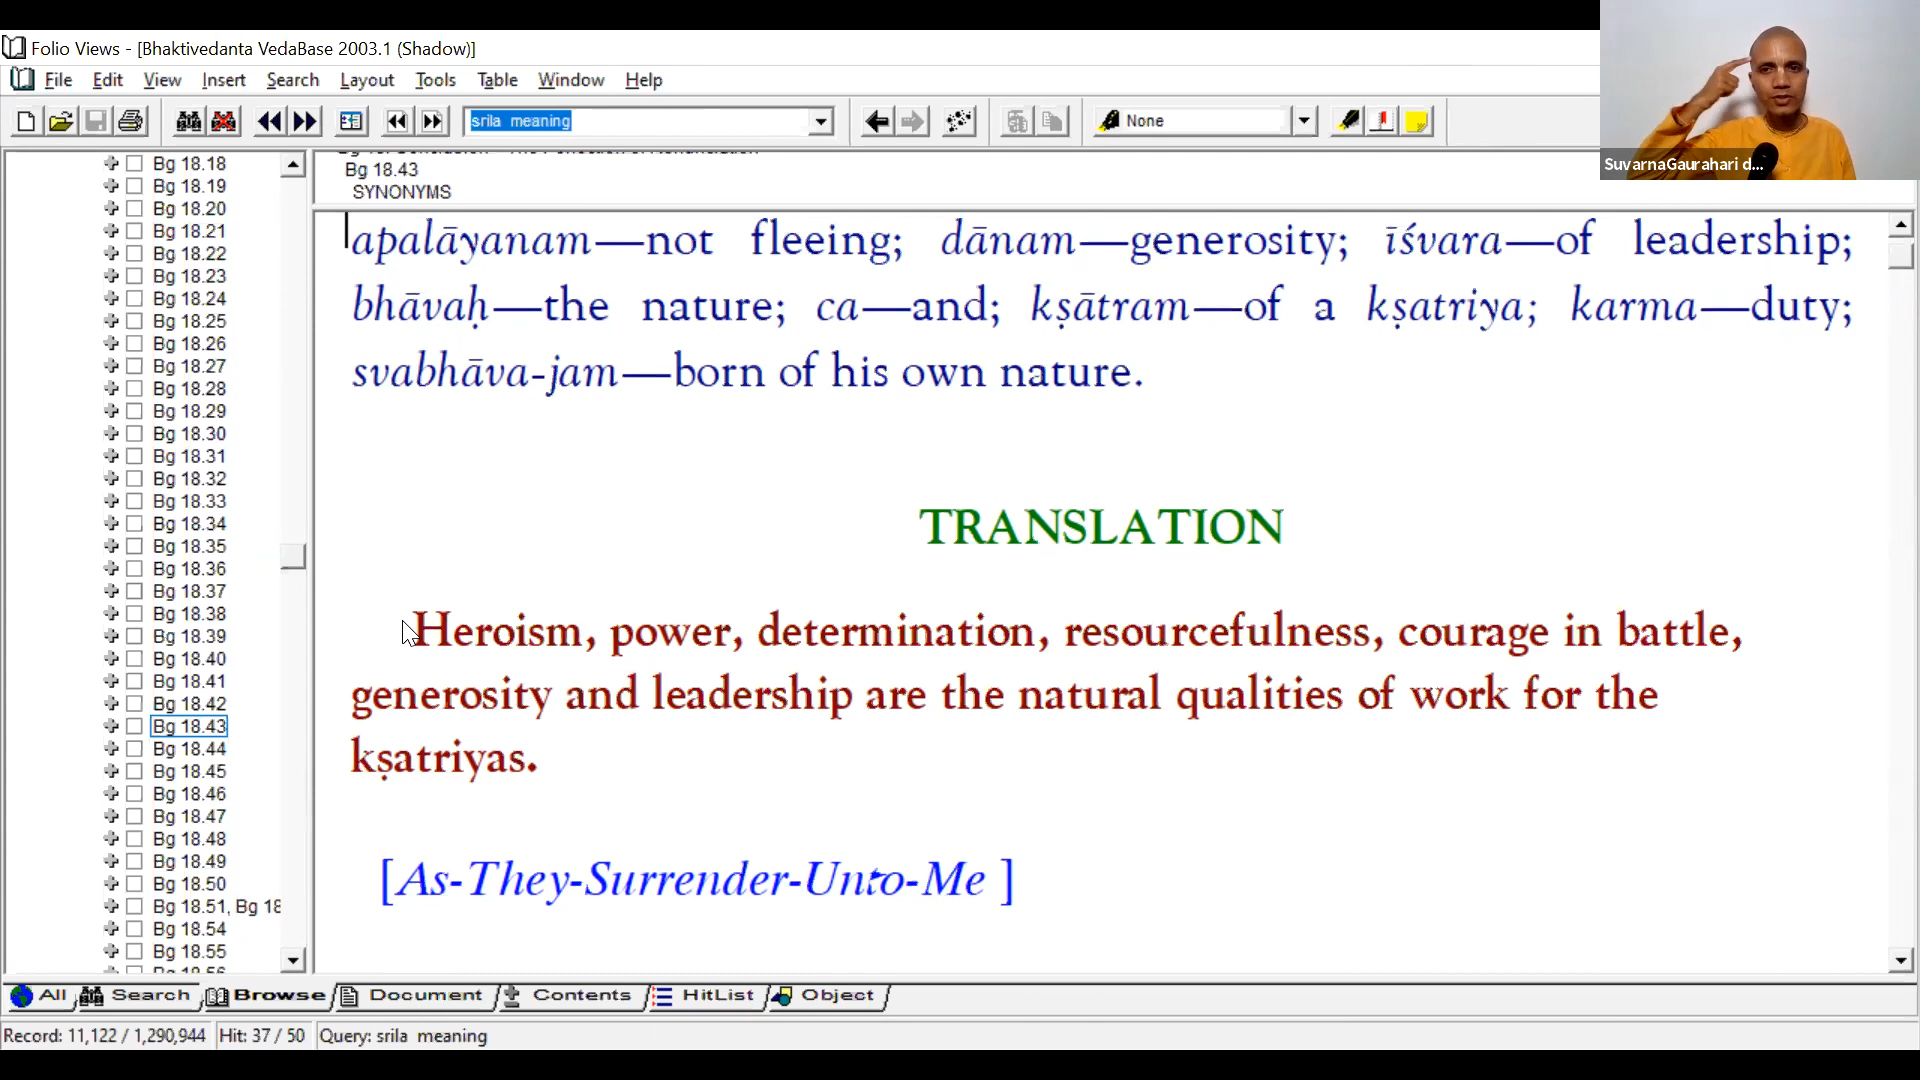 Folio Views - [Bhaktivedanta VedaBase 2003.1 (Shadow)]
File Edit View Insert Search Layout Tools Table Window Help
srila meaning
None
SuvarnaGaurahari d...
Bg 18.18
Bg 18.19
Bg 18.20
Bg 18.21
Bg 18.22
Bg 18.23
Bg 18.24
Bg 18.25
Bg 18.26
Bg 18.27
Bg 18.28
Bg 18.29
Bg 18.30
Bg 18.31
Bg 18.32
Bg 18.33
Bg 18.34
Bg 18.35
Bg 18.36
Bg 18.37
Bg 18.38
Bg 18.39
Bg 18.40
Bg 18.41
Bg 18.42
Bg 18.43
Bg 18.44
Bg 18.45
Bg 18.46
Bg 18.47
Bg 18.48
Bg 18.49
Bg 18.50
Bg 18.51, Bg 18
Bg 18.54
Bg 18.55
Bg 18.43
SYNONYMS
apalāyanam—not fleeing; dānam—generosity; īśvara—of leadership;
bhāvaḥ—the nature; ca—and; kṣātram—of a kṣatriya; karma—duty;
svabhāva-jam—born of his own nature.
TRANSLATION
Heroism, power, determination, resourcefulness, courage in battle,
generosity and leadership are the natural qualities of work for the
kṣatriyas.
[As-They-Surrender-Unto-Me ]
All Search Browse Document Contents HitList Object
Record: 11,122 / 1,290,944 Hit: 37 / 50 Query: srila meaning